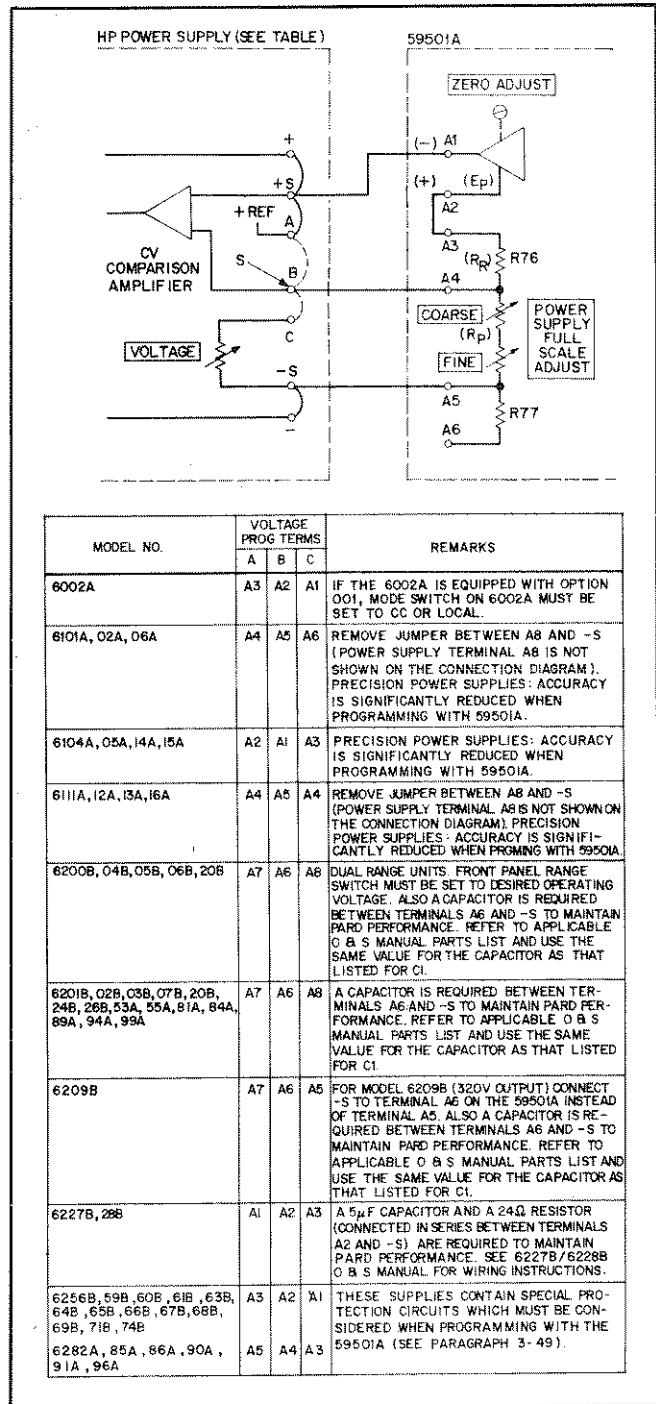 HP POWER SUPPLY (SEE TABLE)
59501A
ZERO ADJUST
+
(-) A1
+S
(+)
(Ep)
A2
+ REF
A
A3
CV
COMPARISON
AMPLIFIER
(RR)
R76
S
B
A4
COARSE
(Rp)
POWER
SUPPLY
FULL
SCALE
ADJUST
C
VOLTAGE
FINE
-S
A5
R77
-
A6
MODEL NO.
VOLTAGE
PROG TERMS
A B C
REMARKS
6002A
A3 A2 A1
IF THE 6002A IS EQUIPPED WITH OPTION
001, MODE SWITCH ON 6002A MUST BE
SET TO CC OR LOCAL.
6101A, 02A, 06A
A4 A5 A6
REMOVE JUMPER BETWEEN A8 AND -S
(POWER SUPPLY TERMINAL A8 IS NOT
SHOWN ON THE CONNECTION DIAGRAM).
PRECISION POWER SUPPLIES: ACCURACY
IS SIGNIFICANTLY REDUCED WHEN
PROGRAMMING WITH 59501A.
6104A, 05A, 14A, 15A
A2 A1 A3
PRECISION POWER SUPPLIES: ACCURACY
IS SIGNIFICANTLY REDUCED WHEN
PROGRAMMING WITH 59501A.
6111A, 12A, 13A, 16A
A4 A5 A4
REMOVE JUMPER BETWEEN A8 AND -S
(POWER SUPPLY TERMINAL A8 IS NOT SHOWN ON
THE CONNECTION DIAGRAM). PRECISION
POWER SUPPLIES: ACCURACY IS SIGNIFI-
CANTLY REDUCED WHEN PRGMING WITH 59501A.
6200B, 04B, 05B, 06B, 20B
A7 A6 A8
DUAL RANGE UNITS. FRONT PANEL RANGE
SWITCH MUST BE SET TO DESIRED OPERATING
VOLTAGE. ALSO A CAPACITOR IS REQUIRED
BETWEEN TERMINALS A6 AND -S TO MAINTAIN
PARD PERFORMANCE. REFER TO APPLICABLE
O & S MANUAL PARTS LIST AND USE THE
SAME VALUE FOR THE CAPACITOR AS THAT
LISTED FOR C1.
6201B, 02B, 03B, 07B, 20B,
24B, 26B, 53A, 55A, 81A, 84A,
89A, 94A, 99A
A7 A6 A8
A CAPACITOR IS REQUIRED BETWEEN TER-
MINALS A6 AND -S TO MAINTAIN PARD PER-
FORMANCE. REFER TO APPLICABLE O & S
MANUAL PARTS LIST AND USE THE SAME
VALUE FOR THE CAPACITOR AS THAT LISTED
FOR C1.
6209B
A7 A6 A5
FOR MODEL 6209B (320V OUTPUT) CONNECT
-S TO TERMINAL A6 ON THE 59501A INSTEAD
OF TERMINAL A5. ALSO A CAPACITOR IS RE-
QUIRED BETWEEN TERMINALS A6 AND -S TO
MAINTAIN PARD PERFORMANCE. REFER TO
APPLICABLE O & S MANUAL PARTS LIST AND
USE THE SAME VALUE FOR THE CAPACITOR AS
THAT LISTED FOR C1.
6227B, 28B
A1 A2 A3
A 5µF CAPACITOR AND A 24Ω RESISTOR
(CONNECTED IN SERIES BETWEEN TERMINALS
A2 AND -S) ARE REQUIRED TO MAINTAIN
PARD PERFORMANCE. SEE 6227B/6228B
O & S MANUAL FOR WIRING INSTRUCTIONS.
6256B, 59B, 60B, 61B, 63B,
64B, 65B, 66B, 67B, 68B,
69B, 71B, 74B
A3 A2 A1
THESE SUPPLIES CONTAIN SPECIAL PRO-
TECTION CIRCUITS WHICH MUST BE CON-
SIDERED WHEN PROGRAMMING WITH THE
59501A (SEE PARAGRAPH 3-49).
6282A, 85A, 86A, 90A,
91A, 96A
A5 A4 A3